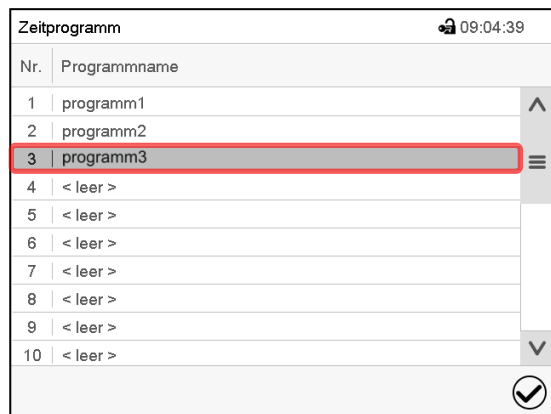 Zeitprogramm 09:04:39
Nr. Programmname
1 programm1
2 programm2
3 programm3
4 < leer >
5 < leer >
6 < leer >
7 < leer >
8 < leer >
9 < leer >
10 < leer >